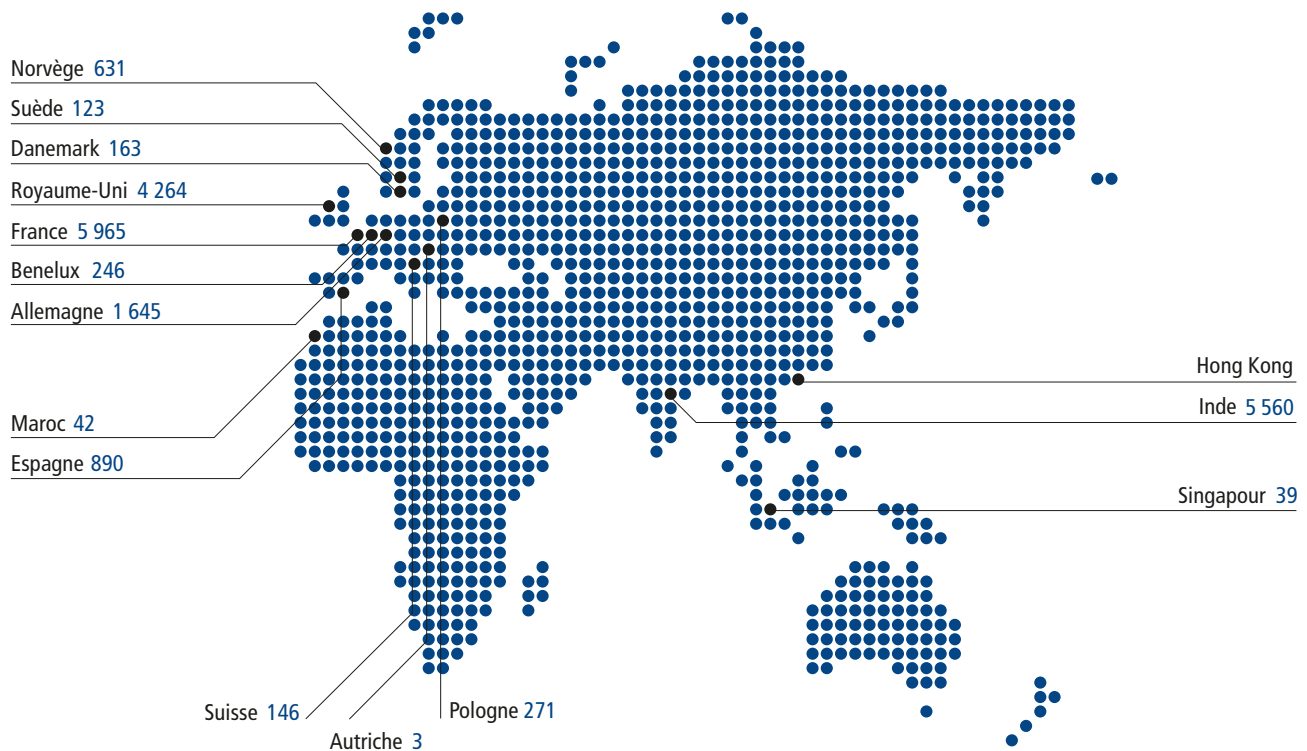 Norvège 631
Suède 123
Danemark 163
Royaume-Uni 4 264
France 5 965
Benelux 246
Allemagne 1 645
Hong Kong
Inde 5 560
Maroc 42
Espagne 890
Singapour 39
Suisse 146
Pologne 271
Autriche 3